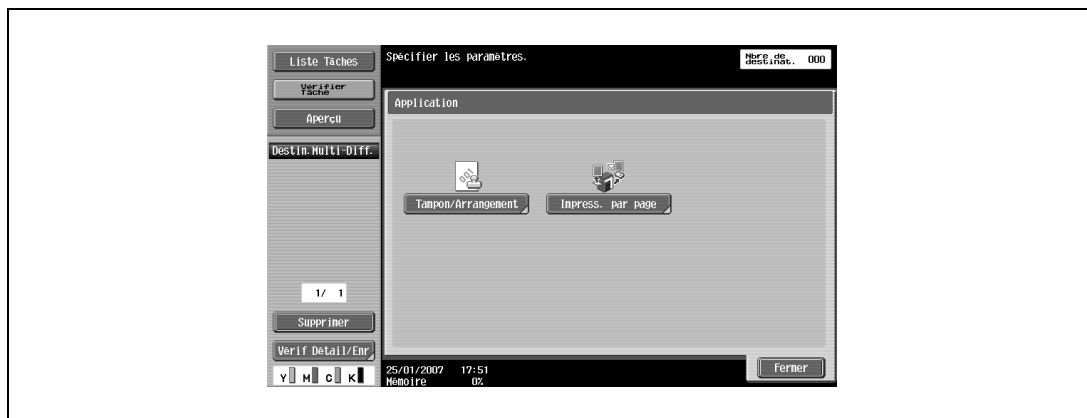 Liste Tâches
Spécifier les paramètres.
Nbre de
destinat. 000
Vérifier
Tâche
Aperçu
Application
Destin.Multi-Diff.
Tampon/Arrangement
Impress. par page
1/ 1
Supprimer
Vérif Détail/Enr
Y M C K
25/01/2007 17:51
Mémoire 0%
Fermer